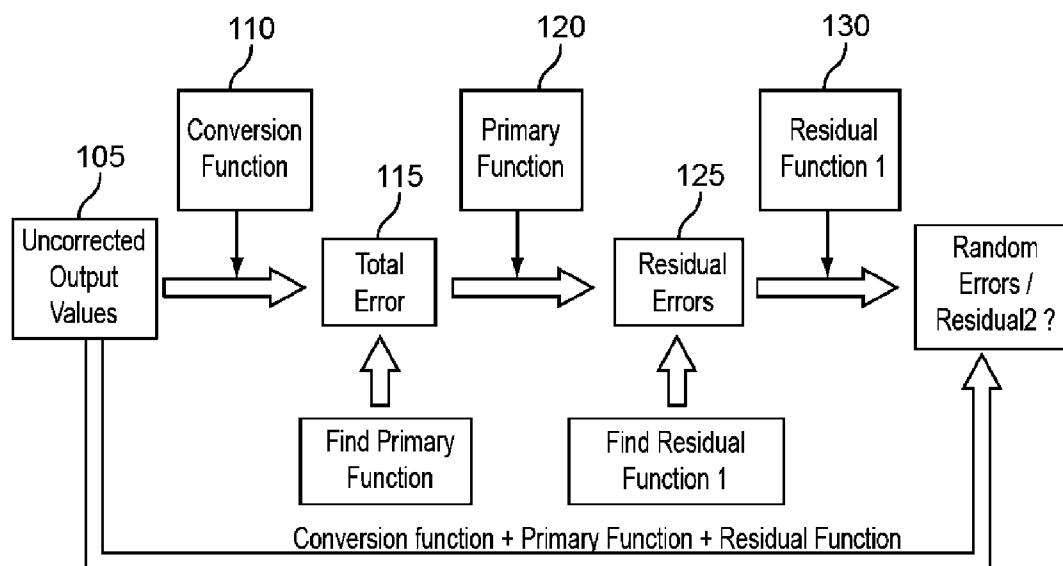 110
120
130
Conversion
Function
Primary
Function
Residual
Function 1
105
115
125
Uncorrected
Output
Values
Total
Error
Residual
Errors
Random
Errors /
Residual2 ?
Find Primary
Function
Find Residual
Function 1
Conversion function + Primary Function + Residual Function